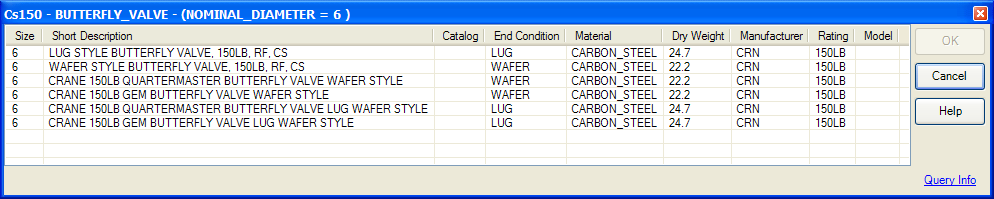 Cs150 - BUTTERFLY_VALVE - (NOMINAL_DIAMETER = 6 )
Size Short Description Catalog End Condition Material Dry Weight Manufacturer Rating Model
6 LUG STYLE BUTTERFLY VALVE, 150LB, RF, CS LUG CARBON_STEEL 24.7 CRN 150LB
6 WAFER STYLE BUTTERFLY VALVE, 150LB, RF, CS WAFER CARBON_STEEL 22.2 CRN 150LB
6 CRANE 150LB QUARTERMASTER BUTTERFLY VALVE WAFER STYLE WAFER CARBON_STEEL 22.2 CRN 150LB
6 CRANE 150LB GEM BUTTERFLY VALVE WAFER STYLE WAFER CARBON_STEEL 22.2 CRN 150LB
6 CRANE 150LB QUARTERMASTER BUTTERFLY VALVE LUG WAFER STYLE LUG CARBON_STEEL 24.7 CRN 150LB
6 CRANE 150LB GEM BUTTERFLY VALVE LUG WAFER STYLE LUG CARBON_STEEL 24.7 CRN 150LB
OK
Cancel
Help
Query Info